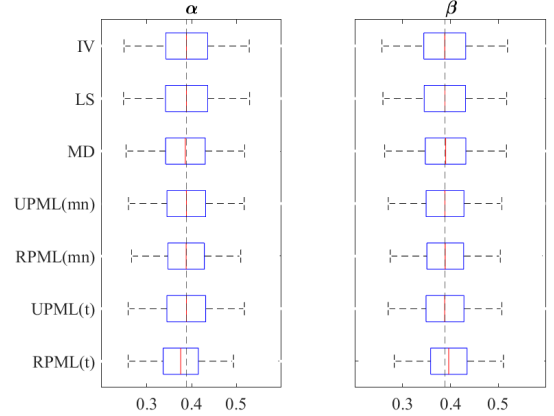 α β
IV
LS
MD
UPML(mn)
RPML(mn)
UPML(t)
RPML(t)
0.3 0.4 0.5 0.3 0.4 0.5